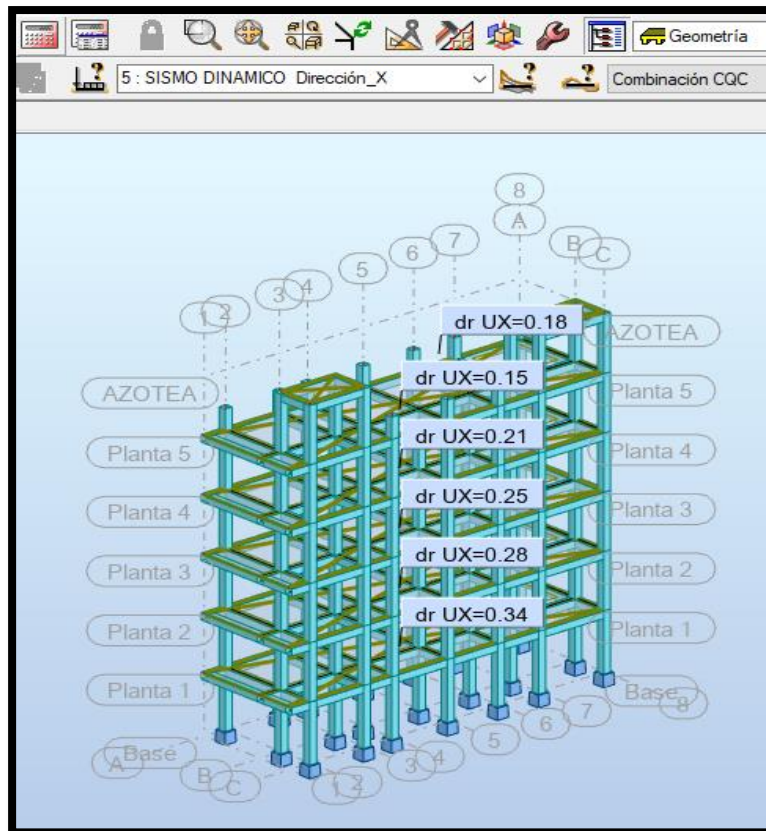 Geometría
5 : SISMO DINAMICO Dirección_X
Combinación CQC
8
A
7
B
6
C
5
4
3
2
1
dr UX=0.18
AZOTEA
dr UX=0.15
AZOTEA
Planta 5
dr UX=0.21
Planta 5
Planta 4
dr UX=0.25
Planta 4
Planta 3
dr UX=0.28
Planta 3
Planta 2
dr UX=0.34
Planta 2
Planta 1
Planta 1
Base
8
7
6
5
Base
A
4
3
B
2
C
1